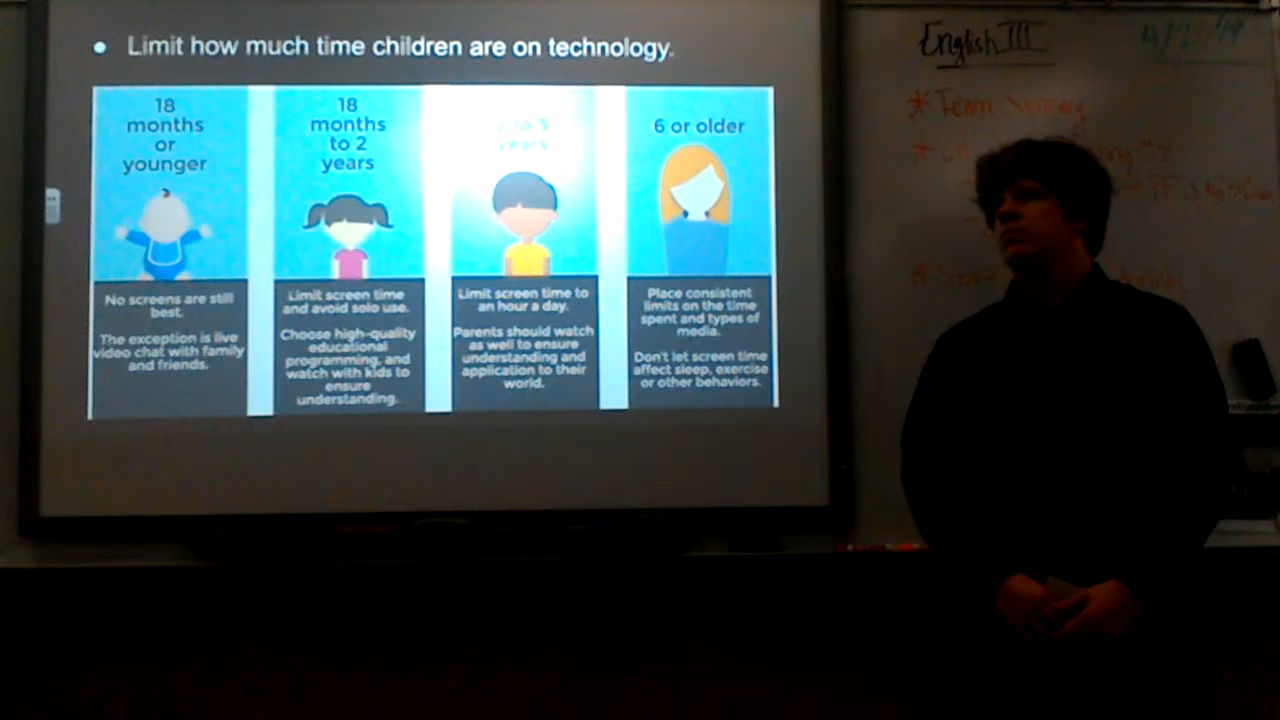 • Limit how much time children are on technology.
18
months
or
younger
No screens are still
best.
The exception is live
video chat with family
and friends.
18
months
to 2
years
Limit screen time
and avoid solo use.
Choose high-quality
educational
programming, and
watch with kids to
ensure
understanding.
to 5
years
Limit screen time to
an hour a day.
Parents should watch
as well to ensure
understanding and
application to their
world.
6 or older
Place consistent
limits on the time
spent and types of
media.
Don't let screen time
affect sleep, exercise
or other behaviors.
English III
* Team